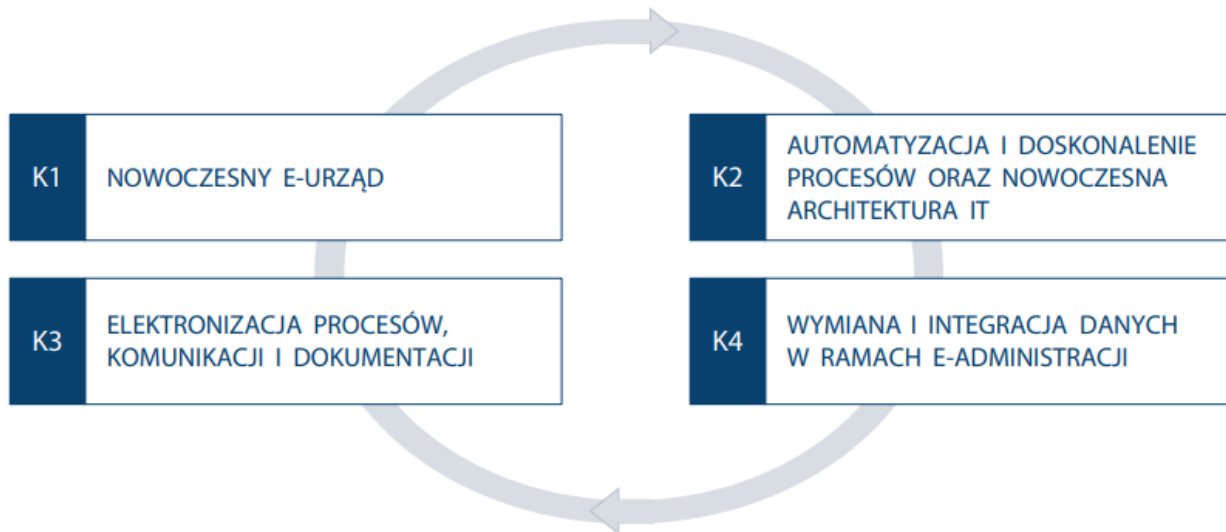 K1
NOWOCZESNY E-URZĄD
K2
AUTOMATYZACJA I DOSKONALENIE
PROCESÓW ORAZ NOWOCZESNA
ARCHITEKTURA IT
K3
ELEKTRONIZACJA PROCESÓW,
KOMUNIKACJI I DOKUMENTACJI
K4
WYMIANA I INTEGRACJA DANYCH
W RAMACH E-ADMINISTRACJI